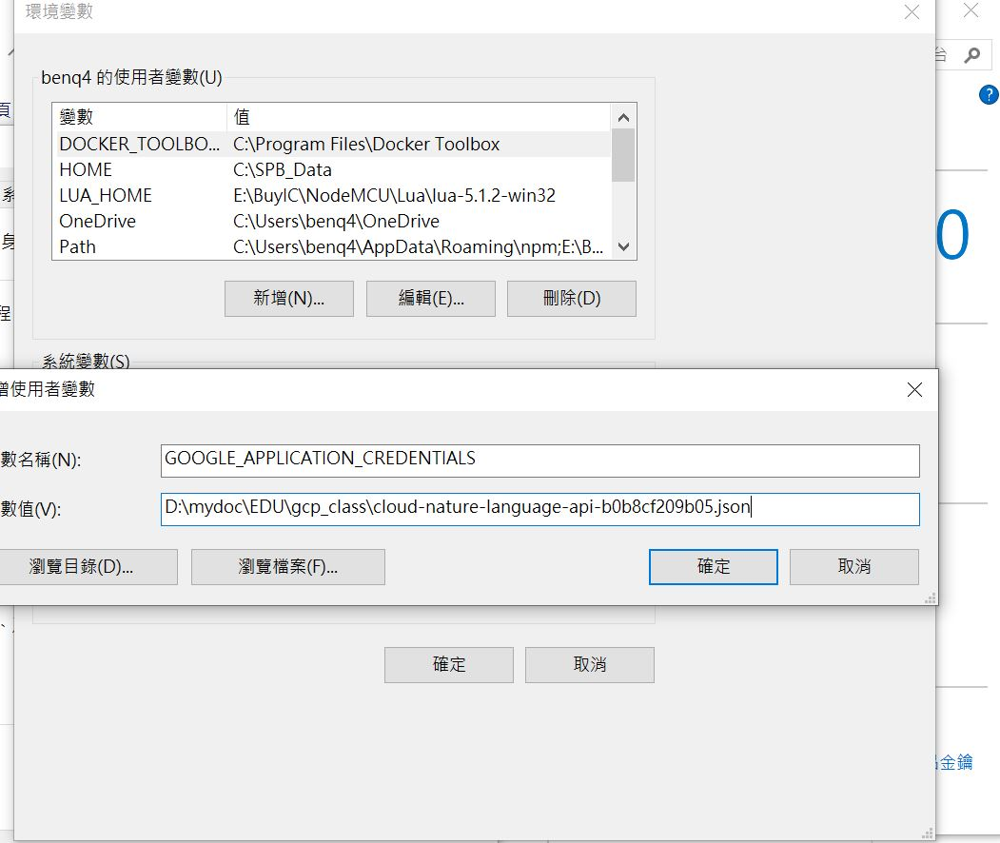 環境變數
台
benq4 的使用者變數(U)
變數 值
DOCKER_TOOLBO... C:\Program Files\Docker Toolbox
HOME C:\SPB_Data
LUA_HOME E:\BuyIC\NodeMCU\Lua\lua-5.1.2-win32
OneDrive C:\Users\benq4\OneDrive
Path C:\Users\benq4\AppData\Roaming\npm;E:\B...
新增(N)... 編輯(E)... 刪除(D)
系統變數(S)
增使用者變數
數名稱(N): GOOGLE_APPLICATION_CREDENTIALS
數值(V): D:\mydoc\EDU\gcp_class\cloud-nature-language-api-b0b8cf209b05.json
瀏覽目錄(D)... 瀏覽檔案(F)... 確定 取消
確定 取消
頁
系
身
程
?
0
金鑰